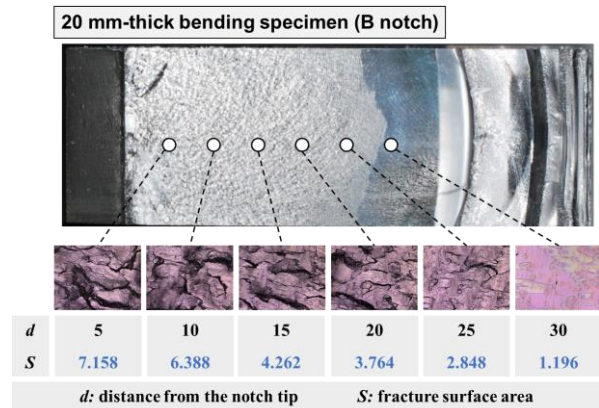 20 mm-thick bending specimen (B notch)
d 5 10 15 20 25 30
S 7.158 6.388 4.262 3.764 2.848 1.196
d: distance from the notch tip S: fracture surface area